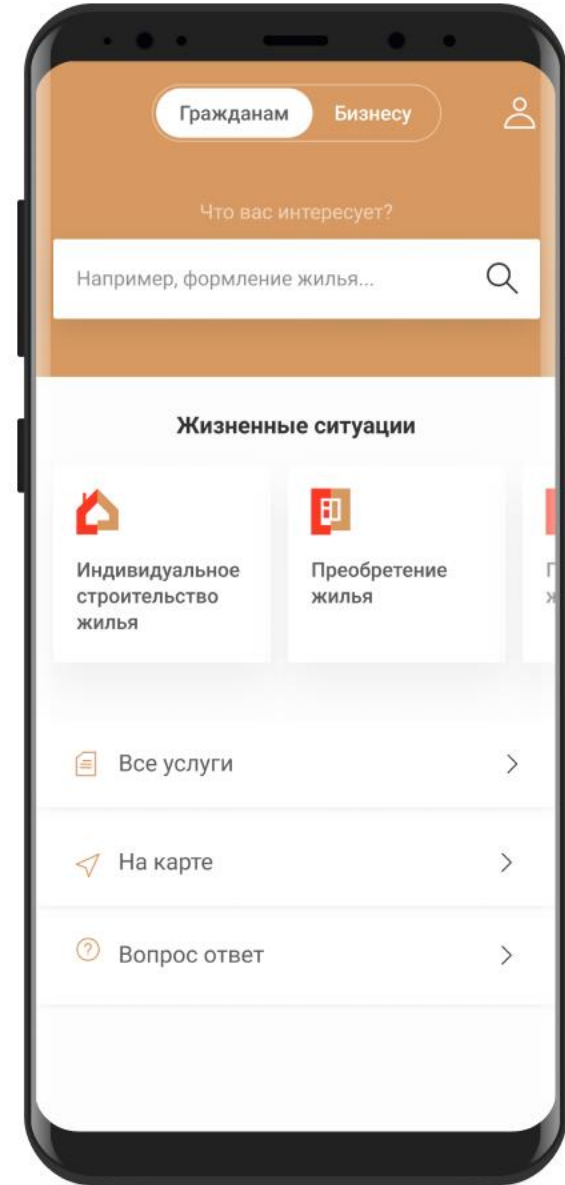 Гражданам Бизнесу
Что вас интересует?
Например, формление жилья...
Жизненные ситуации
Индивидуальное
строительство
жилья
Преобретение
жилья
Все услуги
На карте
Вопрос ответ